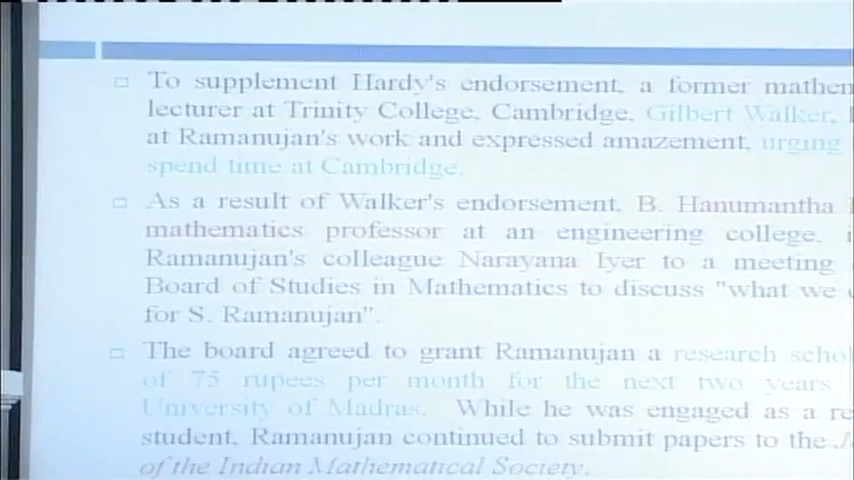 To supplement Hardy's endorsement, a former
lecturer at Trinity College, Cambridge, Gilbert Walker,
at Ramanujan's work and expressed amazement, urging
spend time at Cambridge.
As a result of Walker's endorsement, B. Hanumantha
mathematics professor at an engineering college,
Ramanujan's colleague Narayana Iyer to a meeting
Board of Studies in Mathematics to discuss "what we
for S. Ramanujan".
The board agreed to grant Ramanujan a research
of 75 rupees per month for the next two years
University of Madras. While he was engaged as a
student, Ramanujan continued to submit papers to the
of the Indian Mathematical Society.